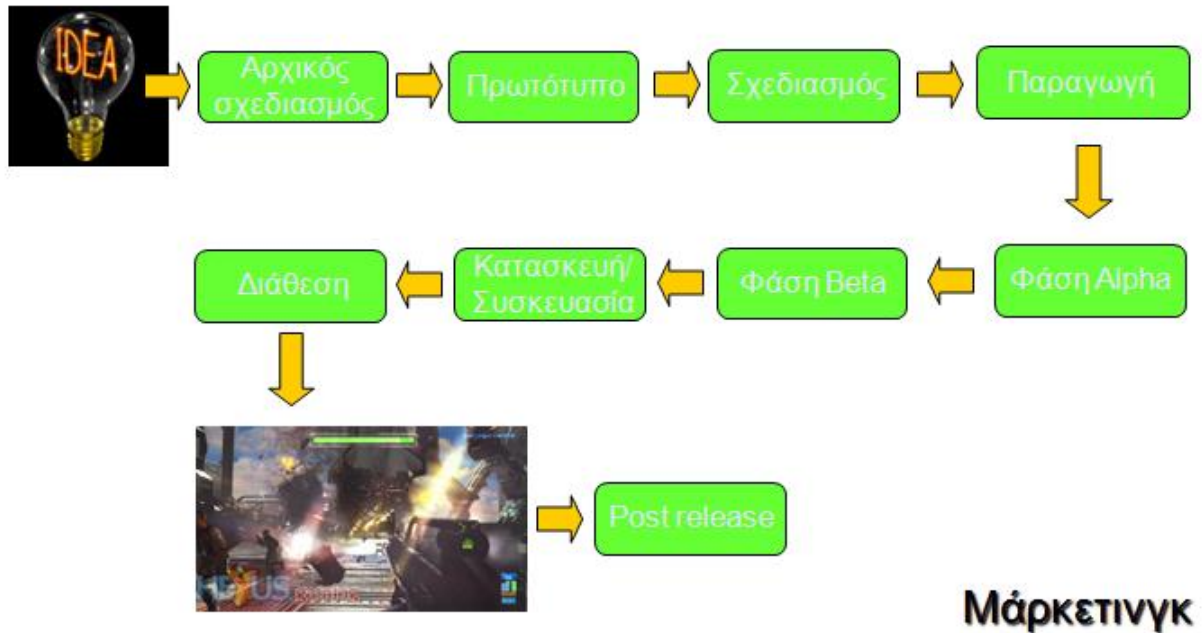 IDEA
Αρχικός
σχεδιασμός
Πρωτότυπο
Σχεδιασμός
Παραγωγή
Φάση Alpha
Φάση Beta
Κατασκευή/
Συσκευασία
Διάθεση
Post release
Μάρκετινγκ